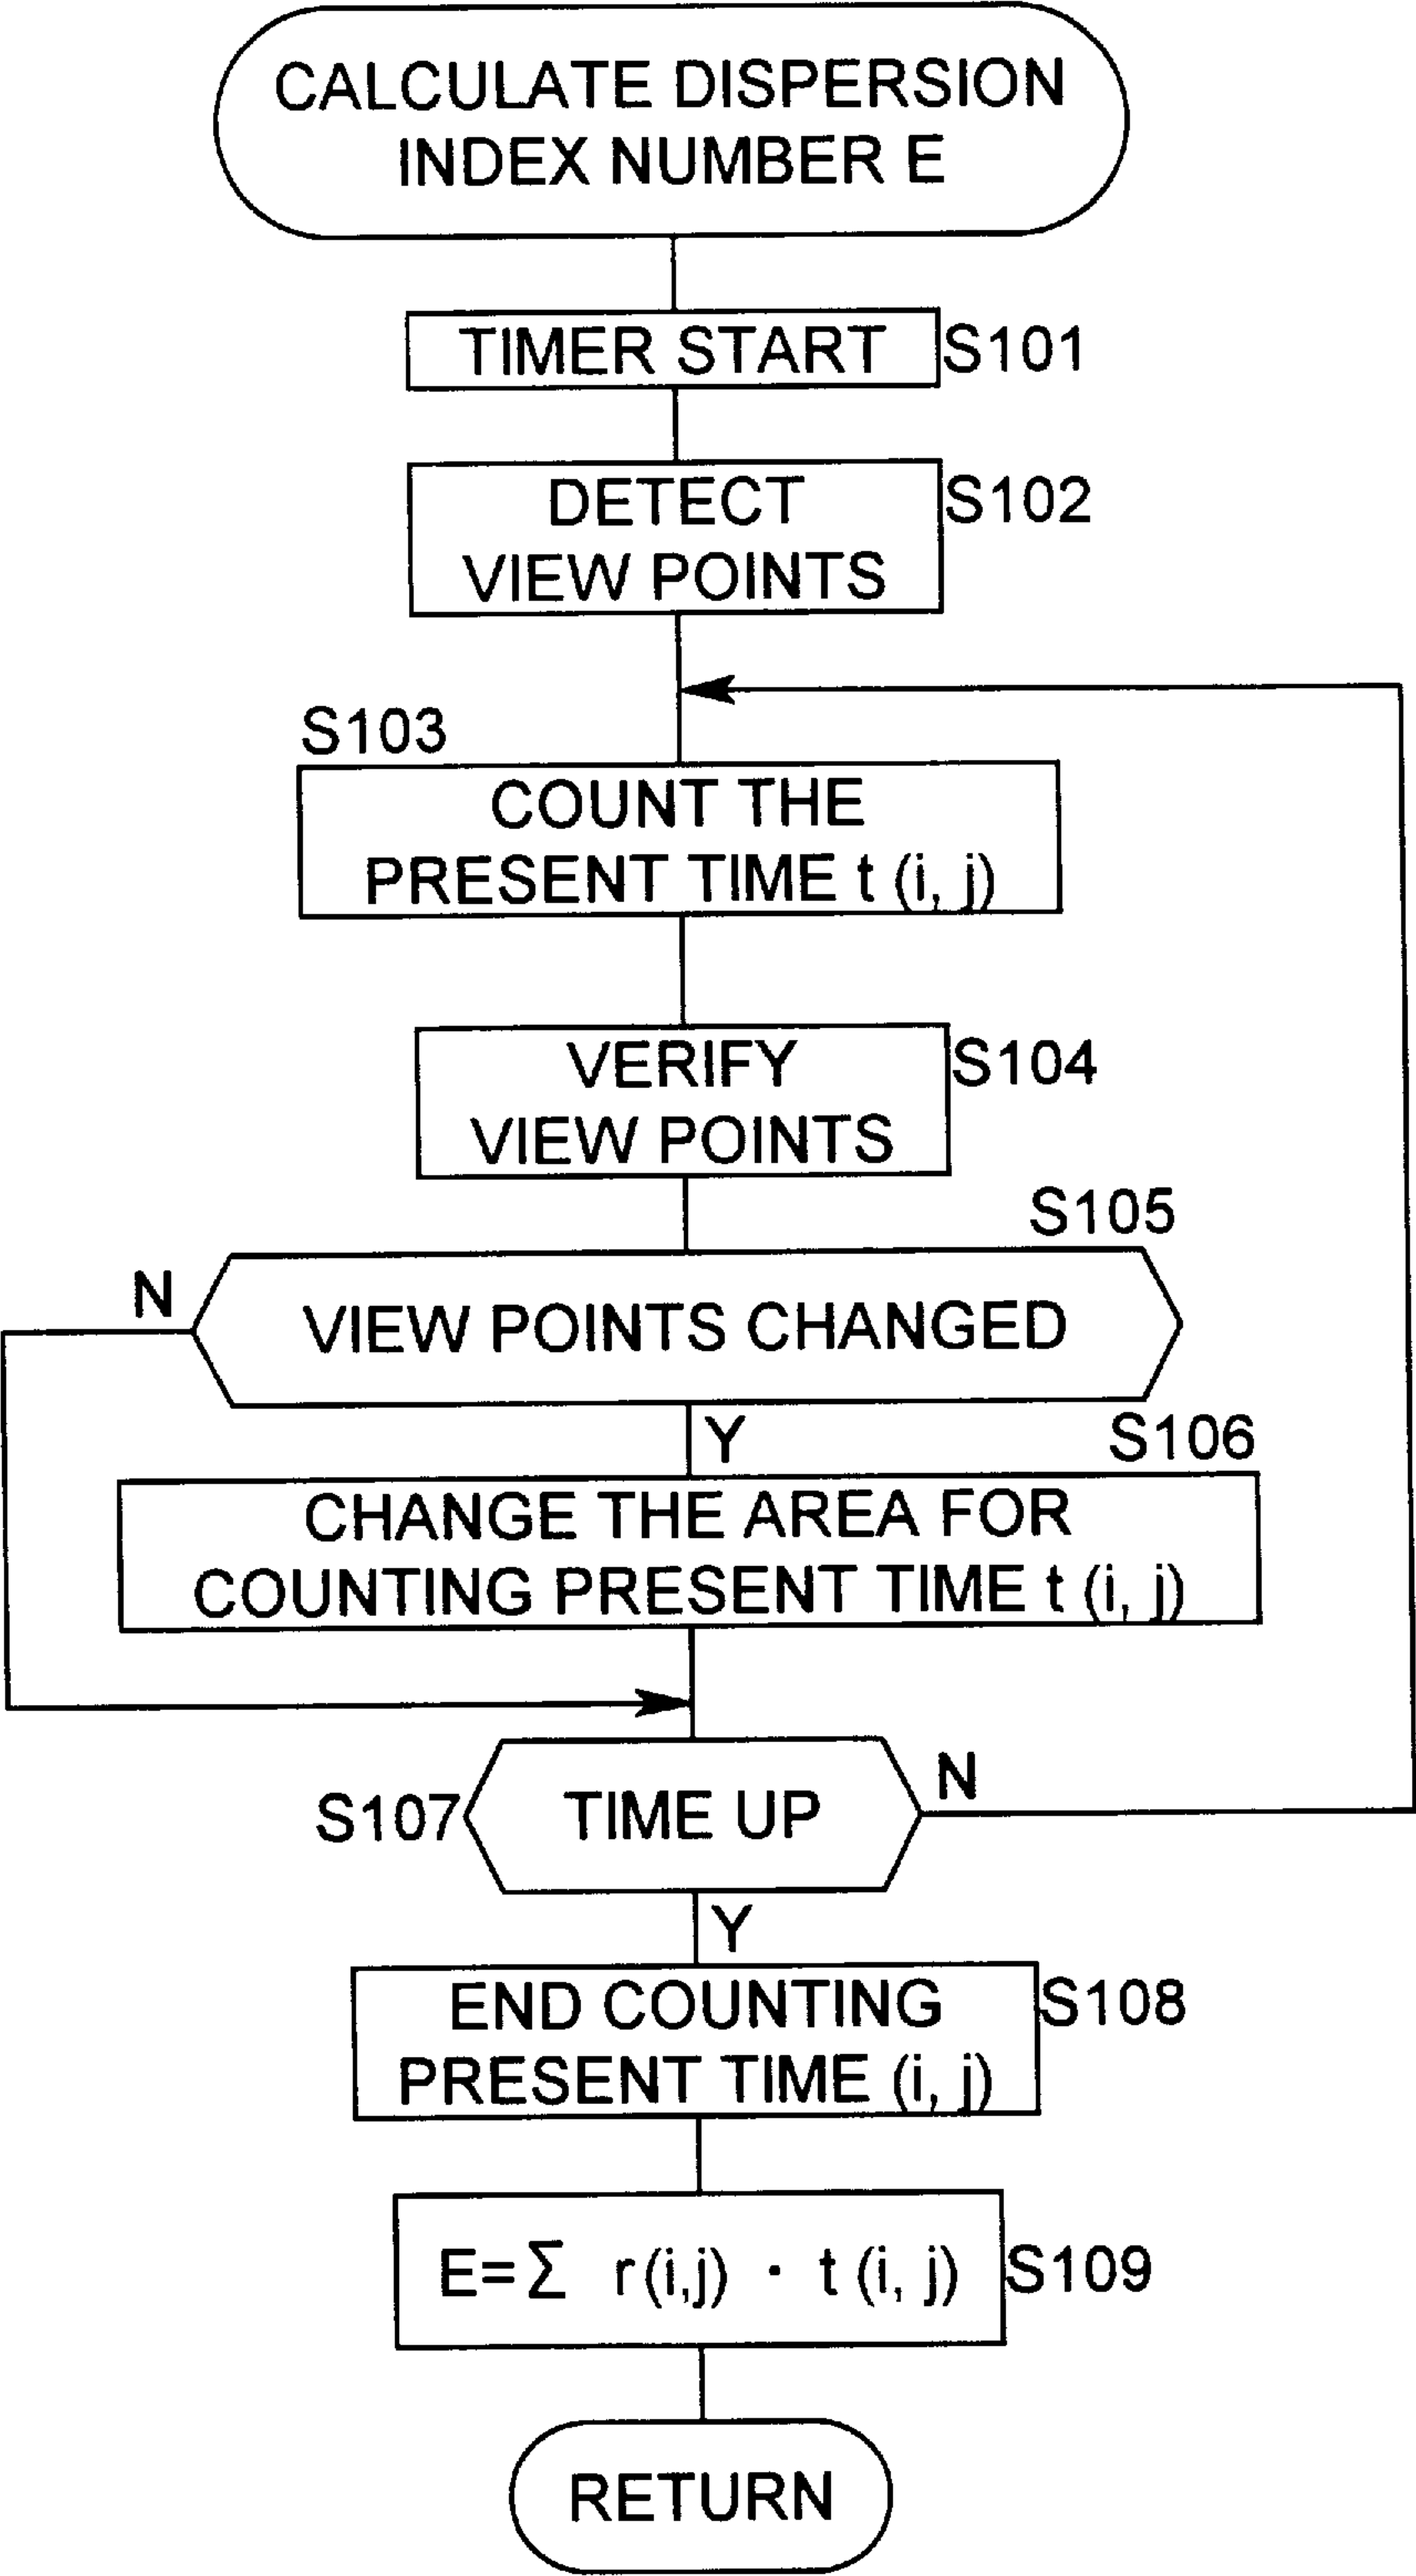 CALCULATE DISPERSION
INDEX NUMBER E
TIMER START
S101
DETECT
VIEW POINTS
S102
S103
COUNT THE
PRESENT TIME t (i, j)
VERIFY
VIEW POINTS
S104
S105
N
VIEW POINTS CHANGED
Y
S106
CHANGE THE AREA FOR
COUNTING PRESENT TIME t (i, j)
S107
TIME UP
N
Y
END COUNTING
PRESENT TIME (i, j)
S108
E=Σ r(i,j) · t (i, j)
S109
RETURN